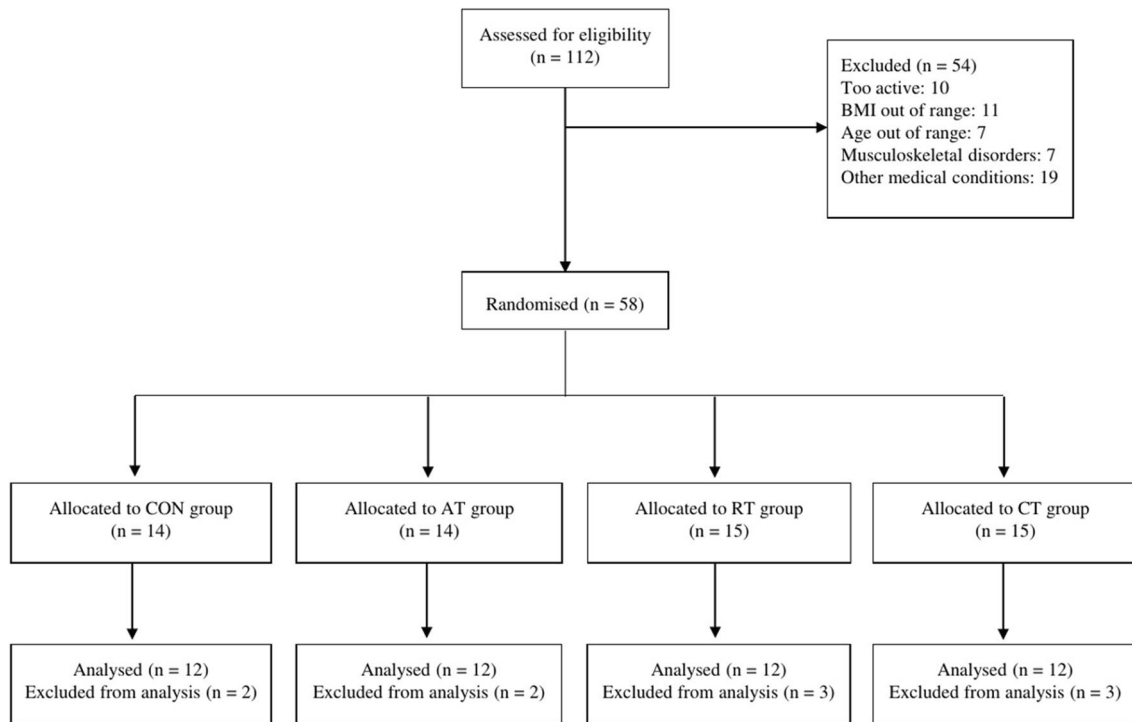 Assessed for eligibility
(n = 112)
Excluded (n = 54)
Too active: 10
BMI out of range: 11
Age out of range: 7
Musculoskeletal disorders: 7
Other medical conditions: 19
Randomised (n = 58)
Allocated to CON group
(n = 14)
Allocated to AT group
(n = 14)
Allocated to RT group
(n = 15)
Allocated to CT group
(n = 15)
Analysed (n = 12)
Excluded from analysis (n = 2)
Analysed (n = 12)
Excluded from analysis (n = 2)
Analysed (n = 12)
Excluded from analysis (n = 3)
Analysed (n = 12)
Excluded from analysis (n = 3)